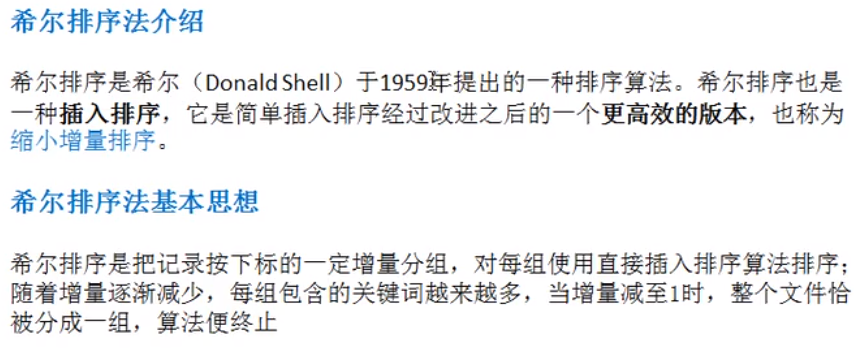 希尔排序法介绍
希尔排序是希尔（Donald Shell）于1959年提出的一种排序算法。希尔排序也是
一种插入排序，它是简单插入排序经过改进之后的一个更高效的版本，也称为
缩小增量排序。
希尔排序法基本思想
希尔排序是把记录按下标的一定增量分组，对每组使用直接插入排序算法排序；
随着增量逐渐减少，每组包含的关键词越来越多，当增量减至1时，整个文件恰
被分成一组，算法便终止